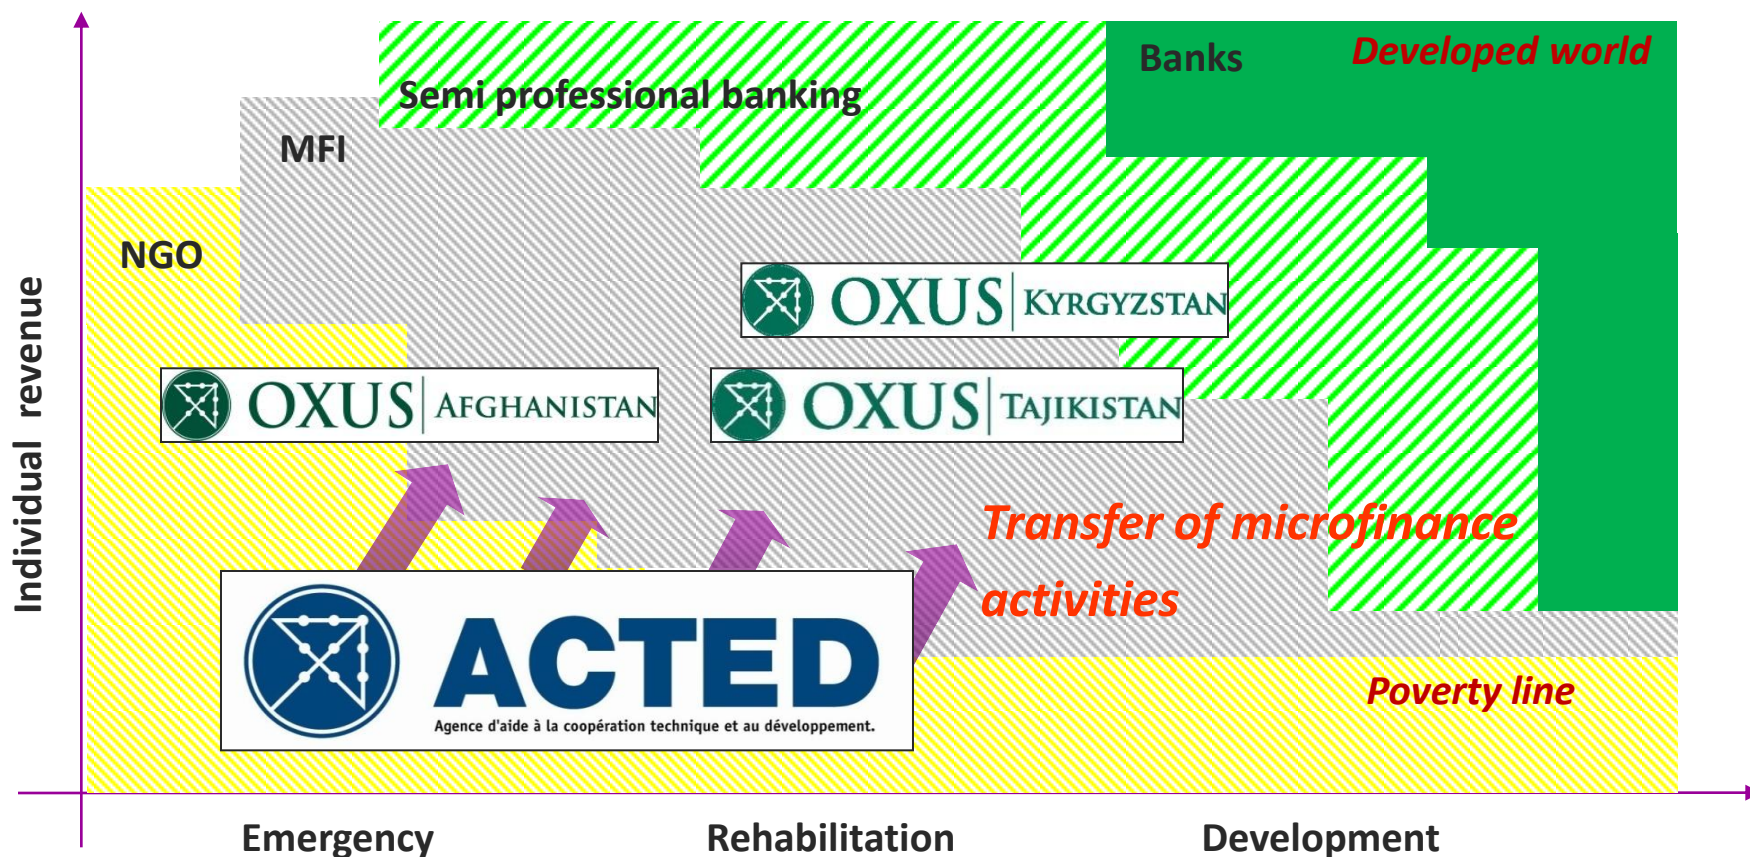 Banks
Developed world
Semi professional banking
MFI
NGO
OXUS KYRGYZSTAN
OXUS AFGHANISTAN
OXUS TAJIKISTAN
Transfer of microfinance
activities
ACTED
Agence d'aide à la coopération technique et au développement.
Poverty line
Individual revenue
Emergency
Rehabilitation
Development